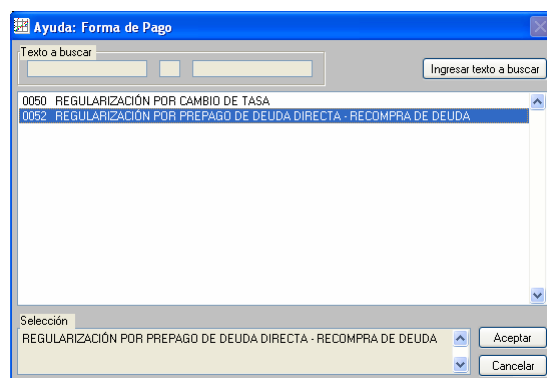 Ayuda: Forma de Pago
Texto a buscar
Ingresar texto a buscar
0050 REGULARIZACIÓN POR CAMBIO DE TASA
0052 REGULARIZACIÓN POR PREPAGO DE DEUDA DIRECTA - RECOMPRA DE DEUDA
Selección
REGULARIZACIÓN POR PREPAGO DE DEUDA DIRECTA - RECOMPRA DE DEUDA
Aceptar
Cancelar